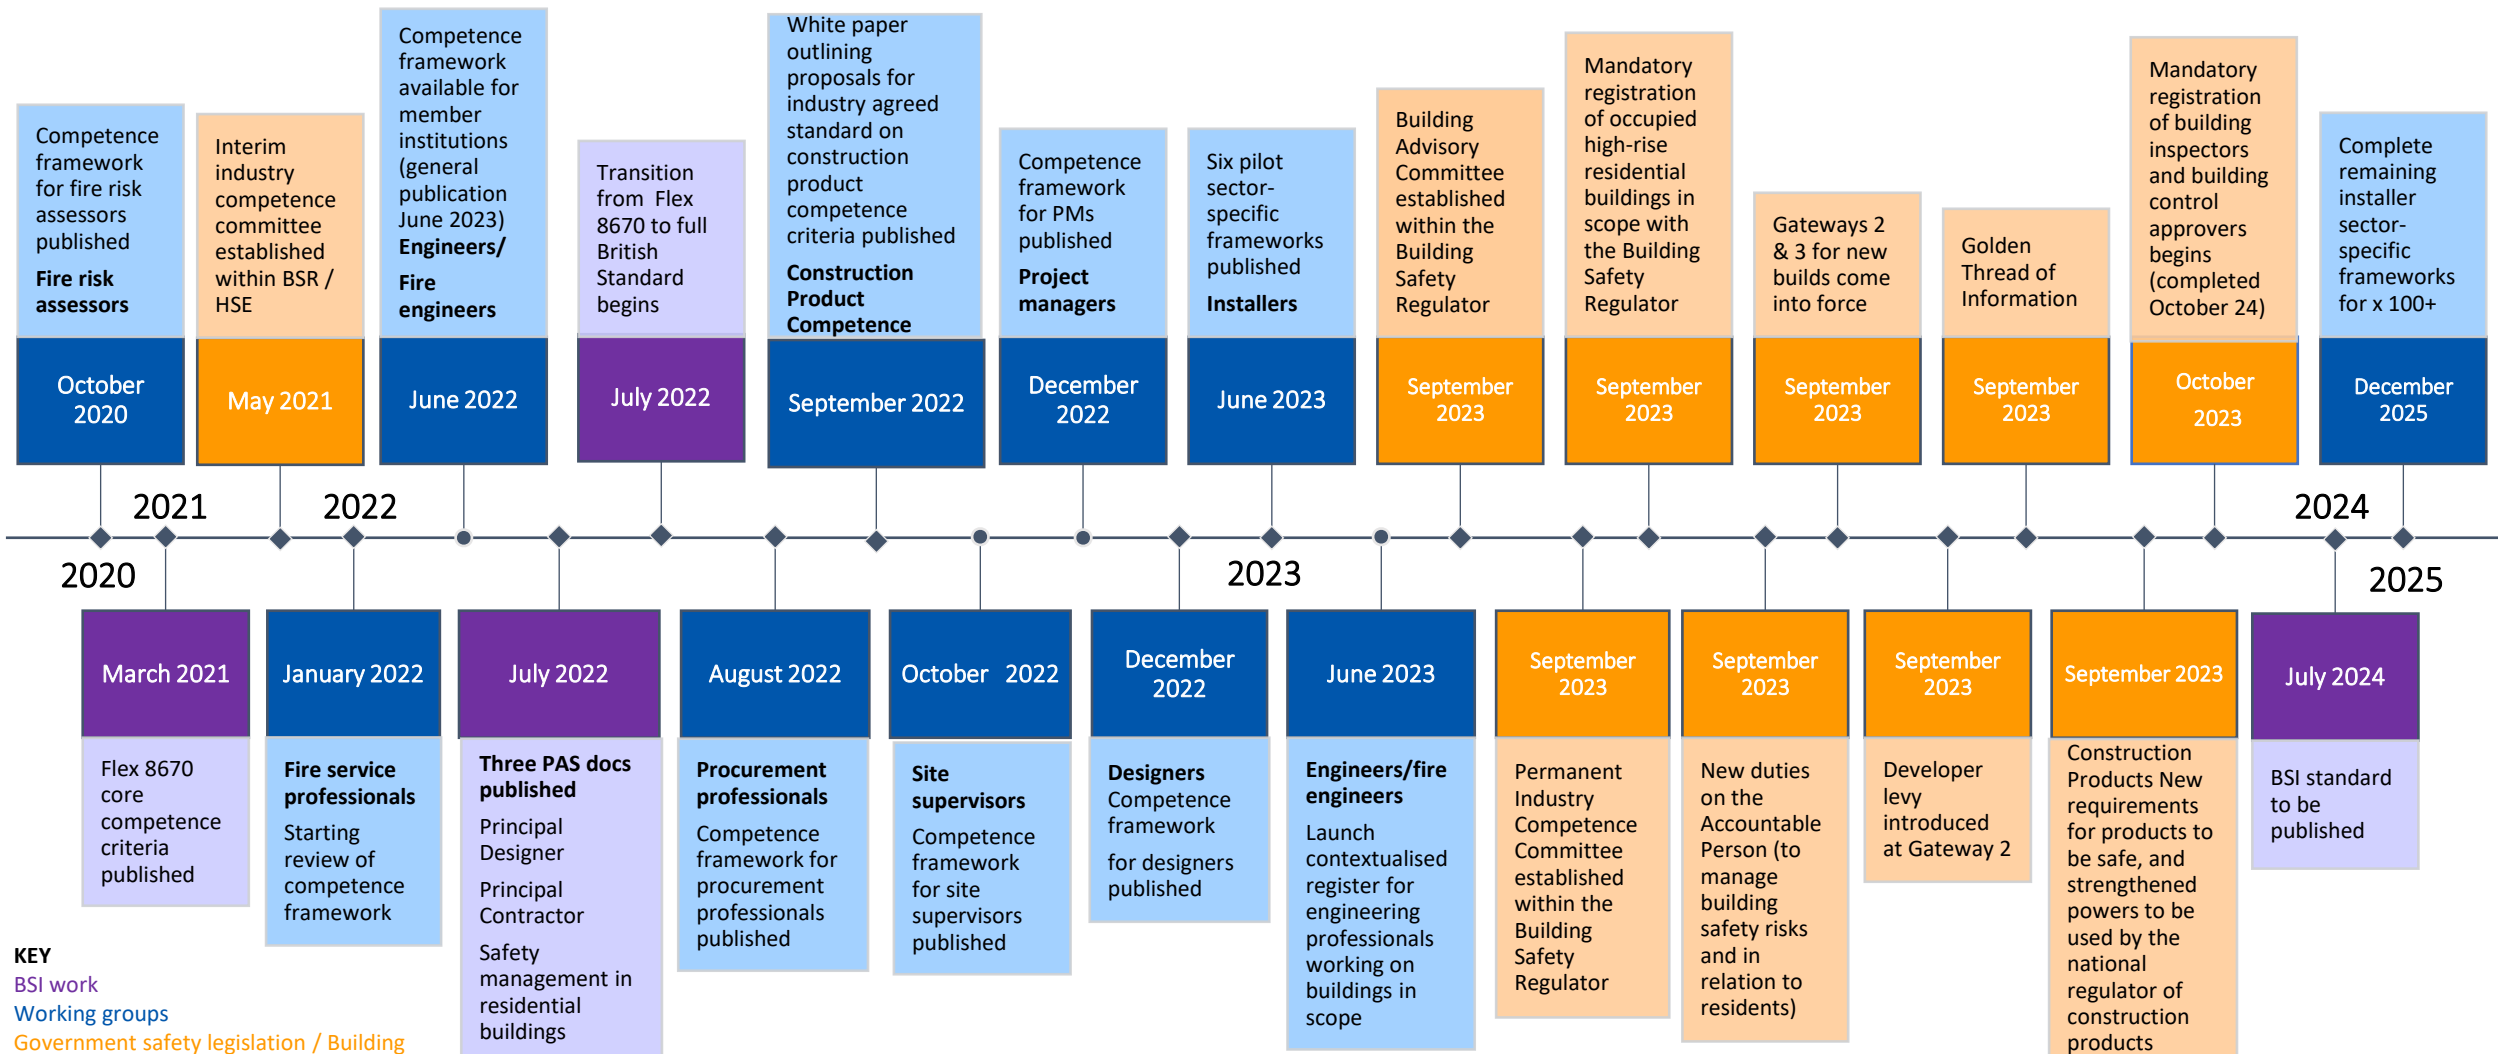 Competence
framework
for fire risk
assessors
published
Fire risk
assessors
October
2020
Interim
industry
competence
committee
established
within BSR /
HSE
May 2021
Competence
framework
available for
member
institutions
(general
publication
June 2023)
Engineers/
Fire
engineers
June 2022
Transition
from Flex
8670 to full
British
Standard
begins
July 2022
White paper
outlining
proposals for
industry agreed
standard on
construction
product
competence
criteria published
Construction
Product
Competence
September 2022
Competence
framework
for PMs
published
Project
managers
December
2022
Six pilot
sector-
specific
frameworks
published
Installers
June 2023
Building
Advisory
Committee
established
within the
Building
Safety
Regulator
September
2023
Mandatory
registration
of occupied
high-rise
residential
buildings in
scope with
the Building
Safety
Regulator
September
2023
Gateways 2
& 3 for new
builds come
into force
September
2023
Golden
Thread of
Information
September
2023
Mandatory
registration
of building
inspectors
and building
control
approvers
begins
(completed
October 24)
October
2023
Complete
remaining
installer
sector-
specific
frameworks
for x 100+
December
2025
2021
2022
2024
2020
2023
2025
March 2021
Flex 8670
core
competence
criteria
published
January 2022
Fire service
professionals
Starting
review of
competence
framework
July 2022
Three PAS docs
published
Principal
Designer
Principal
Contractor
Safety
management in
residential
buildings
August 2022
Procurement
professionals
Competence
framework for
procurement
professionals
published
October 2022
Site
supervisors
Competence
framework
for site
supervisors
published
December
2022
Designers
Competence
framework
for designers
published
June 2023
Engineers/fire
engineers
Launch
contextualised
register for
engineering
professionals
working on
buildings in
scope
September
2023
Permanent
Industry
Competence
Committee
established
within the
Building
Safety
Regulator
September
2023
New duties
on the
Accountable
Person (to
manage
building
safety risks
and in
relation to
residents)
September
2023
Developer
levy
introduced
at Gateway 2
September 2023
Construction
Products New
requirements
for products to
be safe, and
strengthened
powers to be
used by the
national
regulator of
construction
products
July 2024
BSI standard
to be
published
KEY
BSI work
Working groups
Government safety legislation / Building